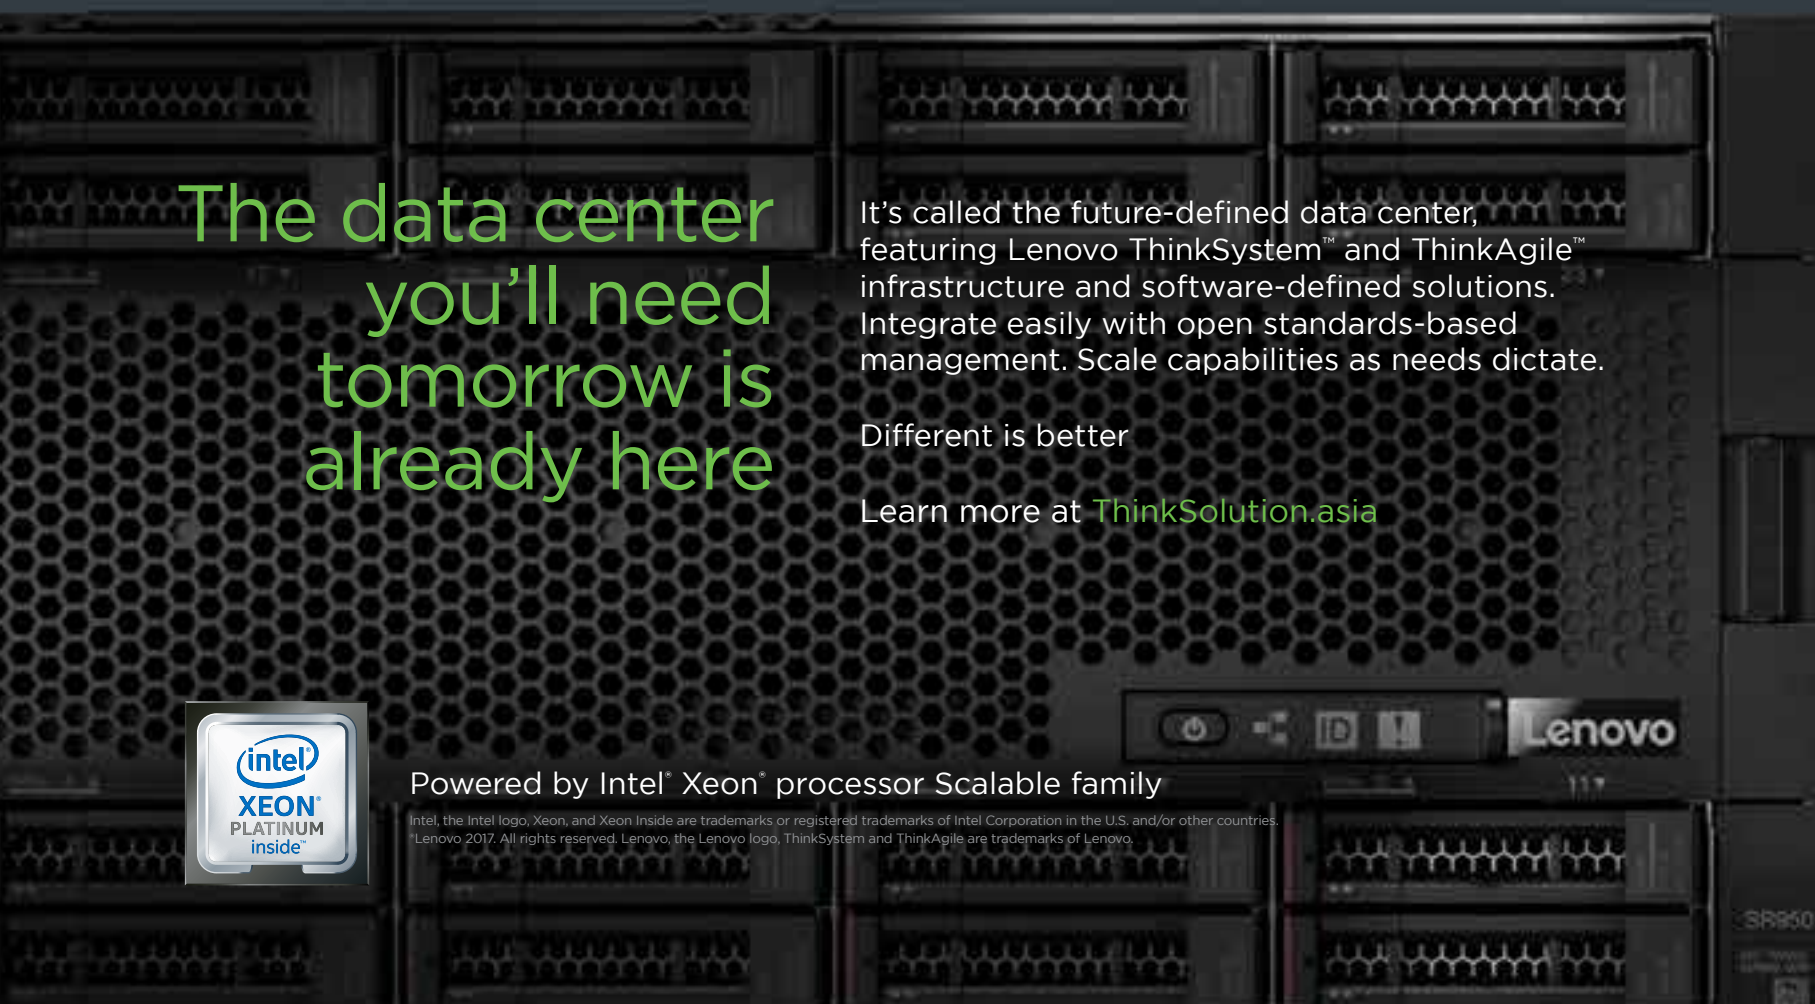 The data center
you’ll need
tomorrow is
already here
It’s called the future-defined data center,
featuring Lenovo ThinkSystem™ and ThinkAgile™
infrastructure and software-defined solutions.
Integrate easily with open standards-based
management. Scale capabilities as needs dictate.
Different is better
Learn more at ThinkSolution.asia
Lenovo
11
intel®
XEON®
PLATINUM
inside™
Powered by Intel® Xeon® processor Scalable family
Intel, the Intel logo, Xeon, and Xeon Inside are trademarks or registered trademarks of Intel Corporation in the U.S. and/or other countries.
©Lenovo 2017. All rights reserved. Lenovo, the Lenovo logo, ThinkSystem and ThinkAgile are trademarks of Lenovo.
SR950